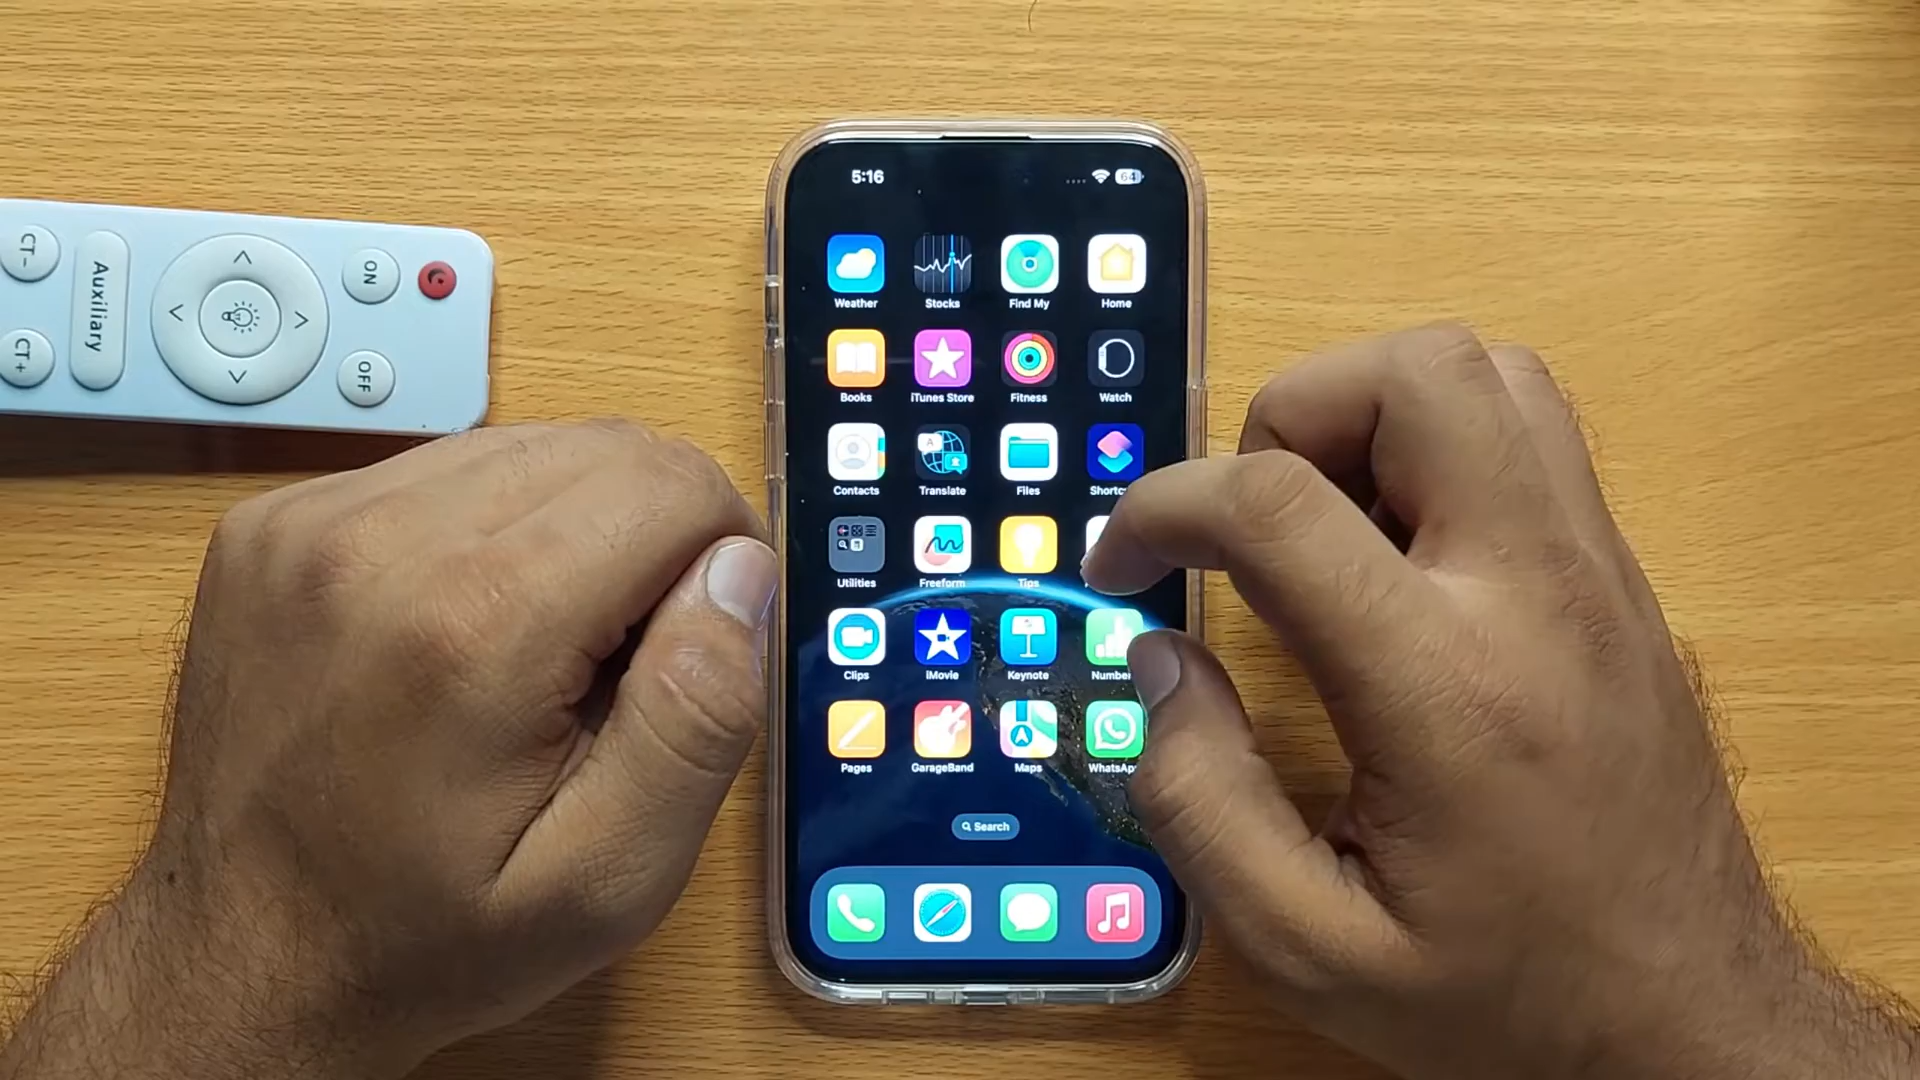 5:16
64
Weather Stocks Find My Home
Books iTunes Store Fitness Watch
Contacts Translate Files
Utilities Freeform Tips
Clips iMovie Keynote
Pages GarageBand Maps
Search
CT-
CT+
Auxiliary
ON
OFF